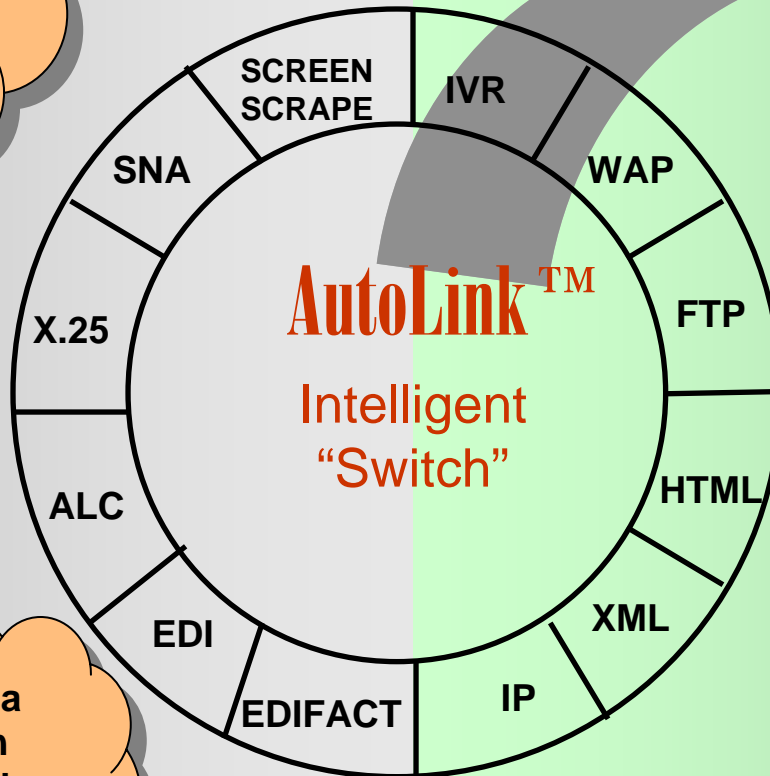 SCREEN
SCRAPE
IVR
SNA
WAP
X.25
FTP
AutoLink™
Intelligent
“Switch”
ALC
HTML
EDI
XML
EDIFACT
IP
a